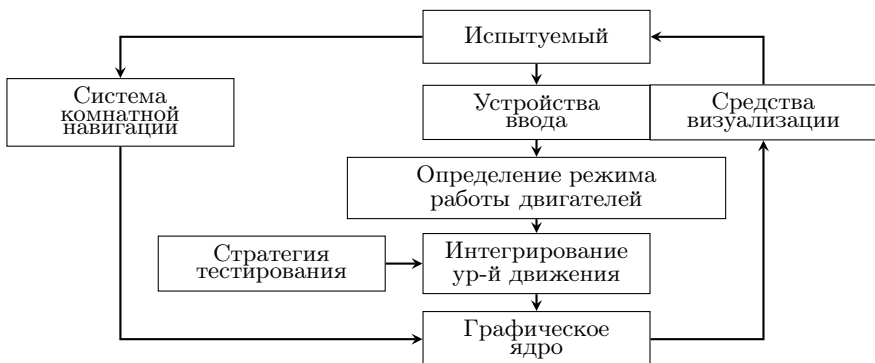 Испытуемый
Система
комнатной
навигации
Устройства
ввода
Средства
визуализации
Определение режима
работы двигателей
Стратегия
тестирования
Интегрирование
ур-й движения
Графическое
ядро